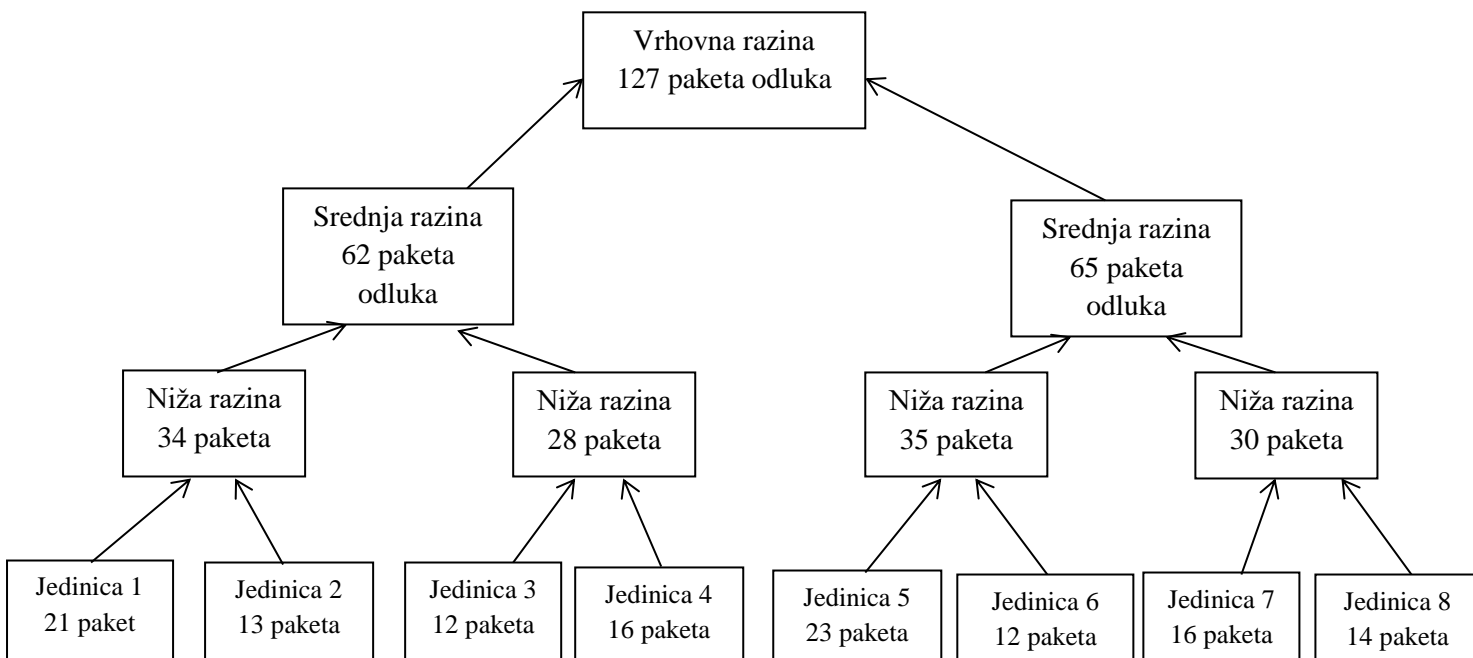 Vrhovna razina
127 paketa odluka
Srednja razina
62 paketa
odluka
Srednja razina
65 paketa
odluka
Niža razina
34 paketa
Niža razina
28 paketa
Niža razina
35 paketa
Niža razina
30 paketa
Jedinica 1
21 paket
Jedinica 2
13 paketa
Jedinica 3
12 paketa
Jedinica 4
16 paketa
Jedinica 5
23 paketa
Jedinica 6
12 paketa
Jedinica 7
16 paketa
Jedinica 8
14 paketa